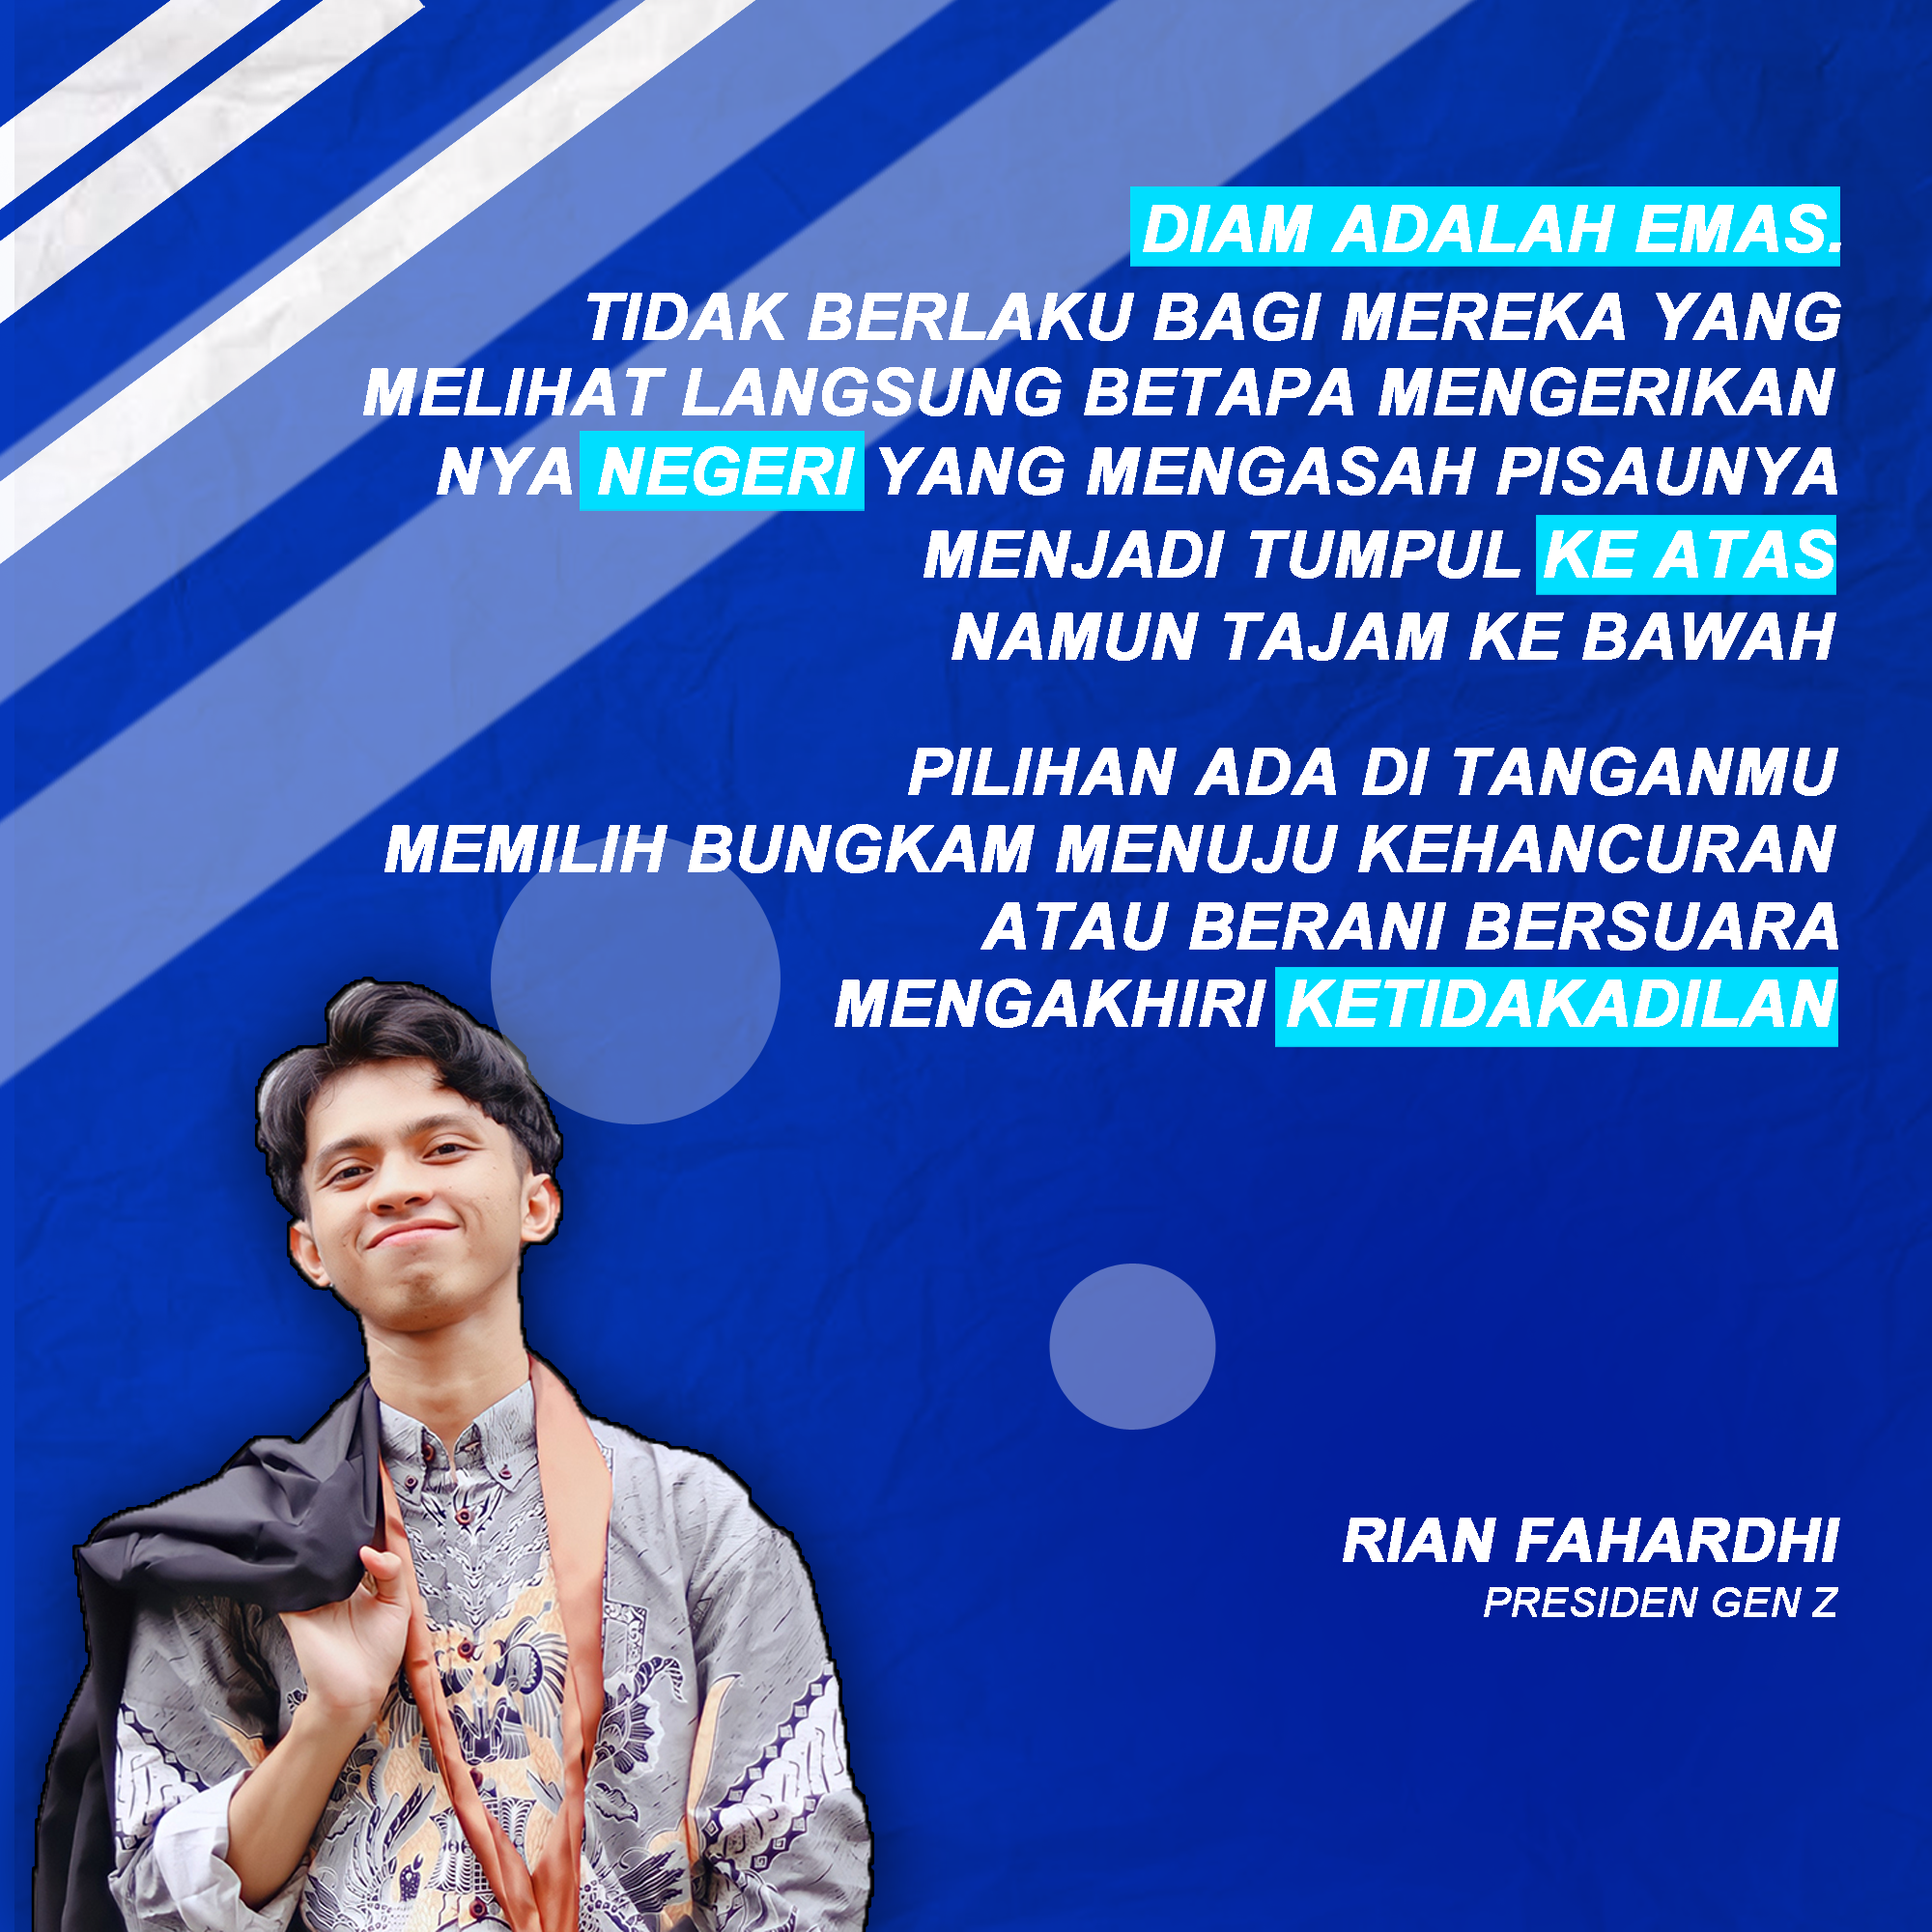 DIAM ADALAH EMAS.
TIDAK BERLAKU BAGI MEREKA YANG
MELIHAT LANGSUNG BETAPA MENGERIKAN
NYA NEGERI YANG MENGASAH PISAUNYA
MENJADI TUMPUL KE ATAS
NAMUN TAJAM KE BAWAH
PILIHAN ADA DI TANGANMU
MEMILIH BUNGKAM MENUJU KEHANCURAN
ATAU BERANI BERSUARA
MENGAKHIRI KETIDAKADILAN
RIAN FAHARDHI
PRESIDEN GEN Z